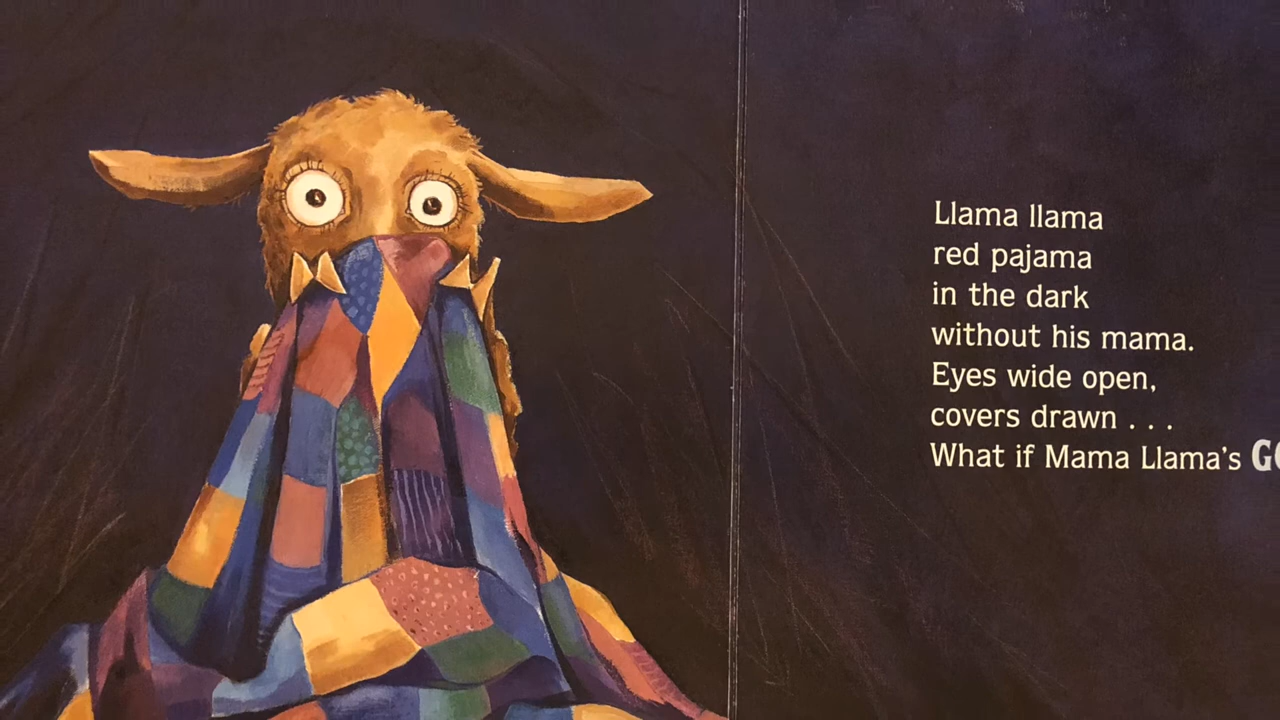 Llama llama
red pajama
in the dark
without his mama.
Eyes wide open,
covers drawn . . .
What if Mama Llama's